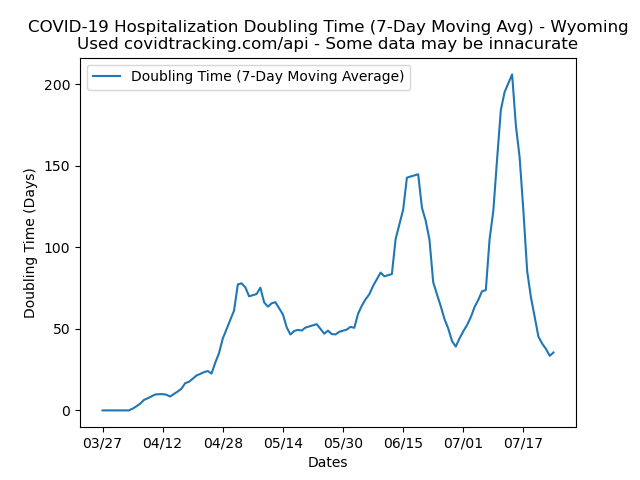 COVID-19 Hospitalization Doubling Time (7-Day Moving Avg) - Wyoming
Used covidtracking.com/api - Some data may be innacurate
Doubling Time (7-Day Moving Average)
Doubling Time (Days)
200
150
100
50
0
03/27 04/12 04/28 05/14 05/30 06/15 07/01 07/17
Dates